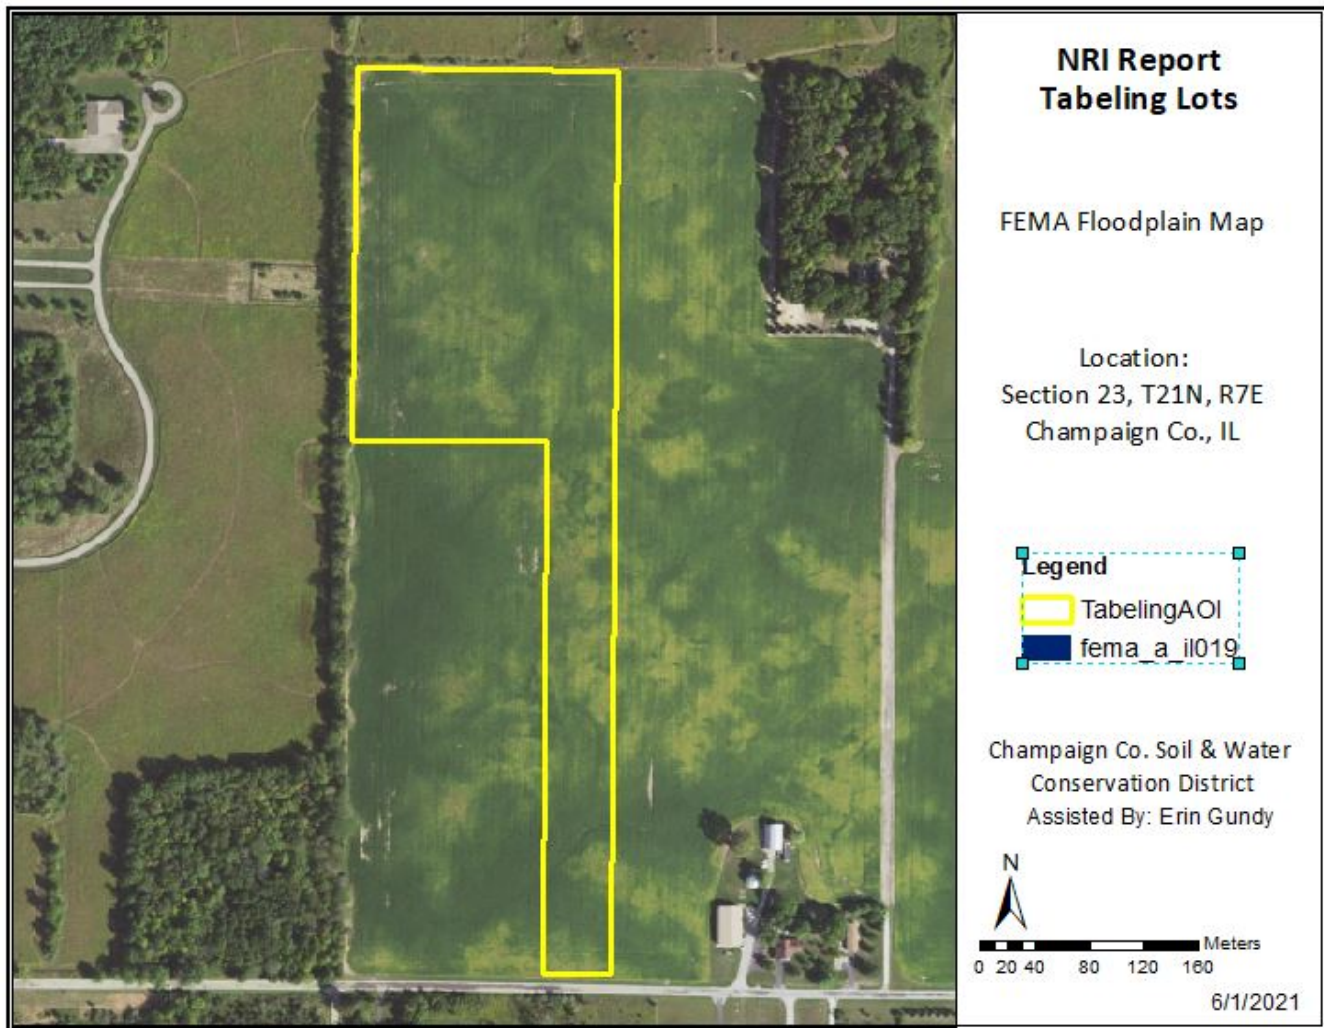 NRI Report
Tabeling Lots
FEMA Floodplain Map
Location:
Section 23, T21N, R7E
Champaign Co., IL
Legend
TabelingAOI
fema_a_il019
Champaign Co. Soil & Water
Conservation District
Assisted By: Erin Gundy
N
Meters
0 20 40 80 120 160
6/1/2021